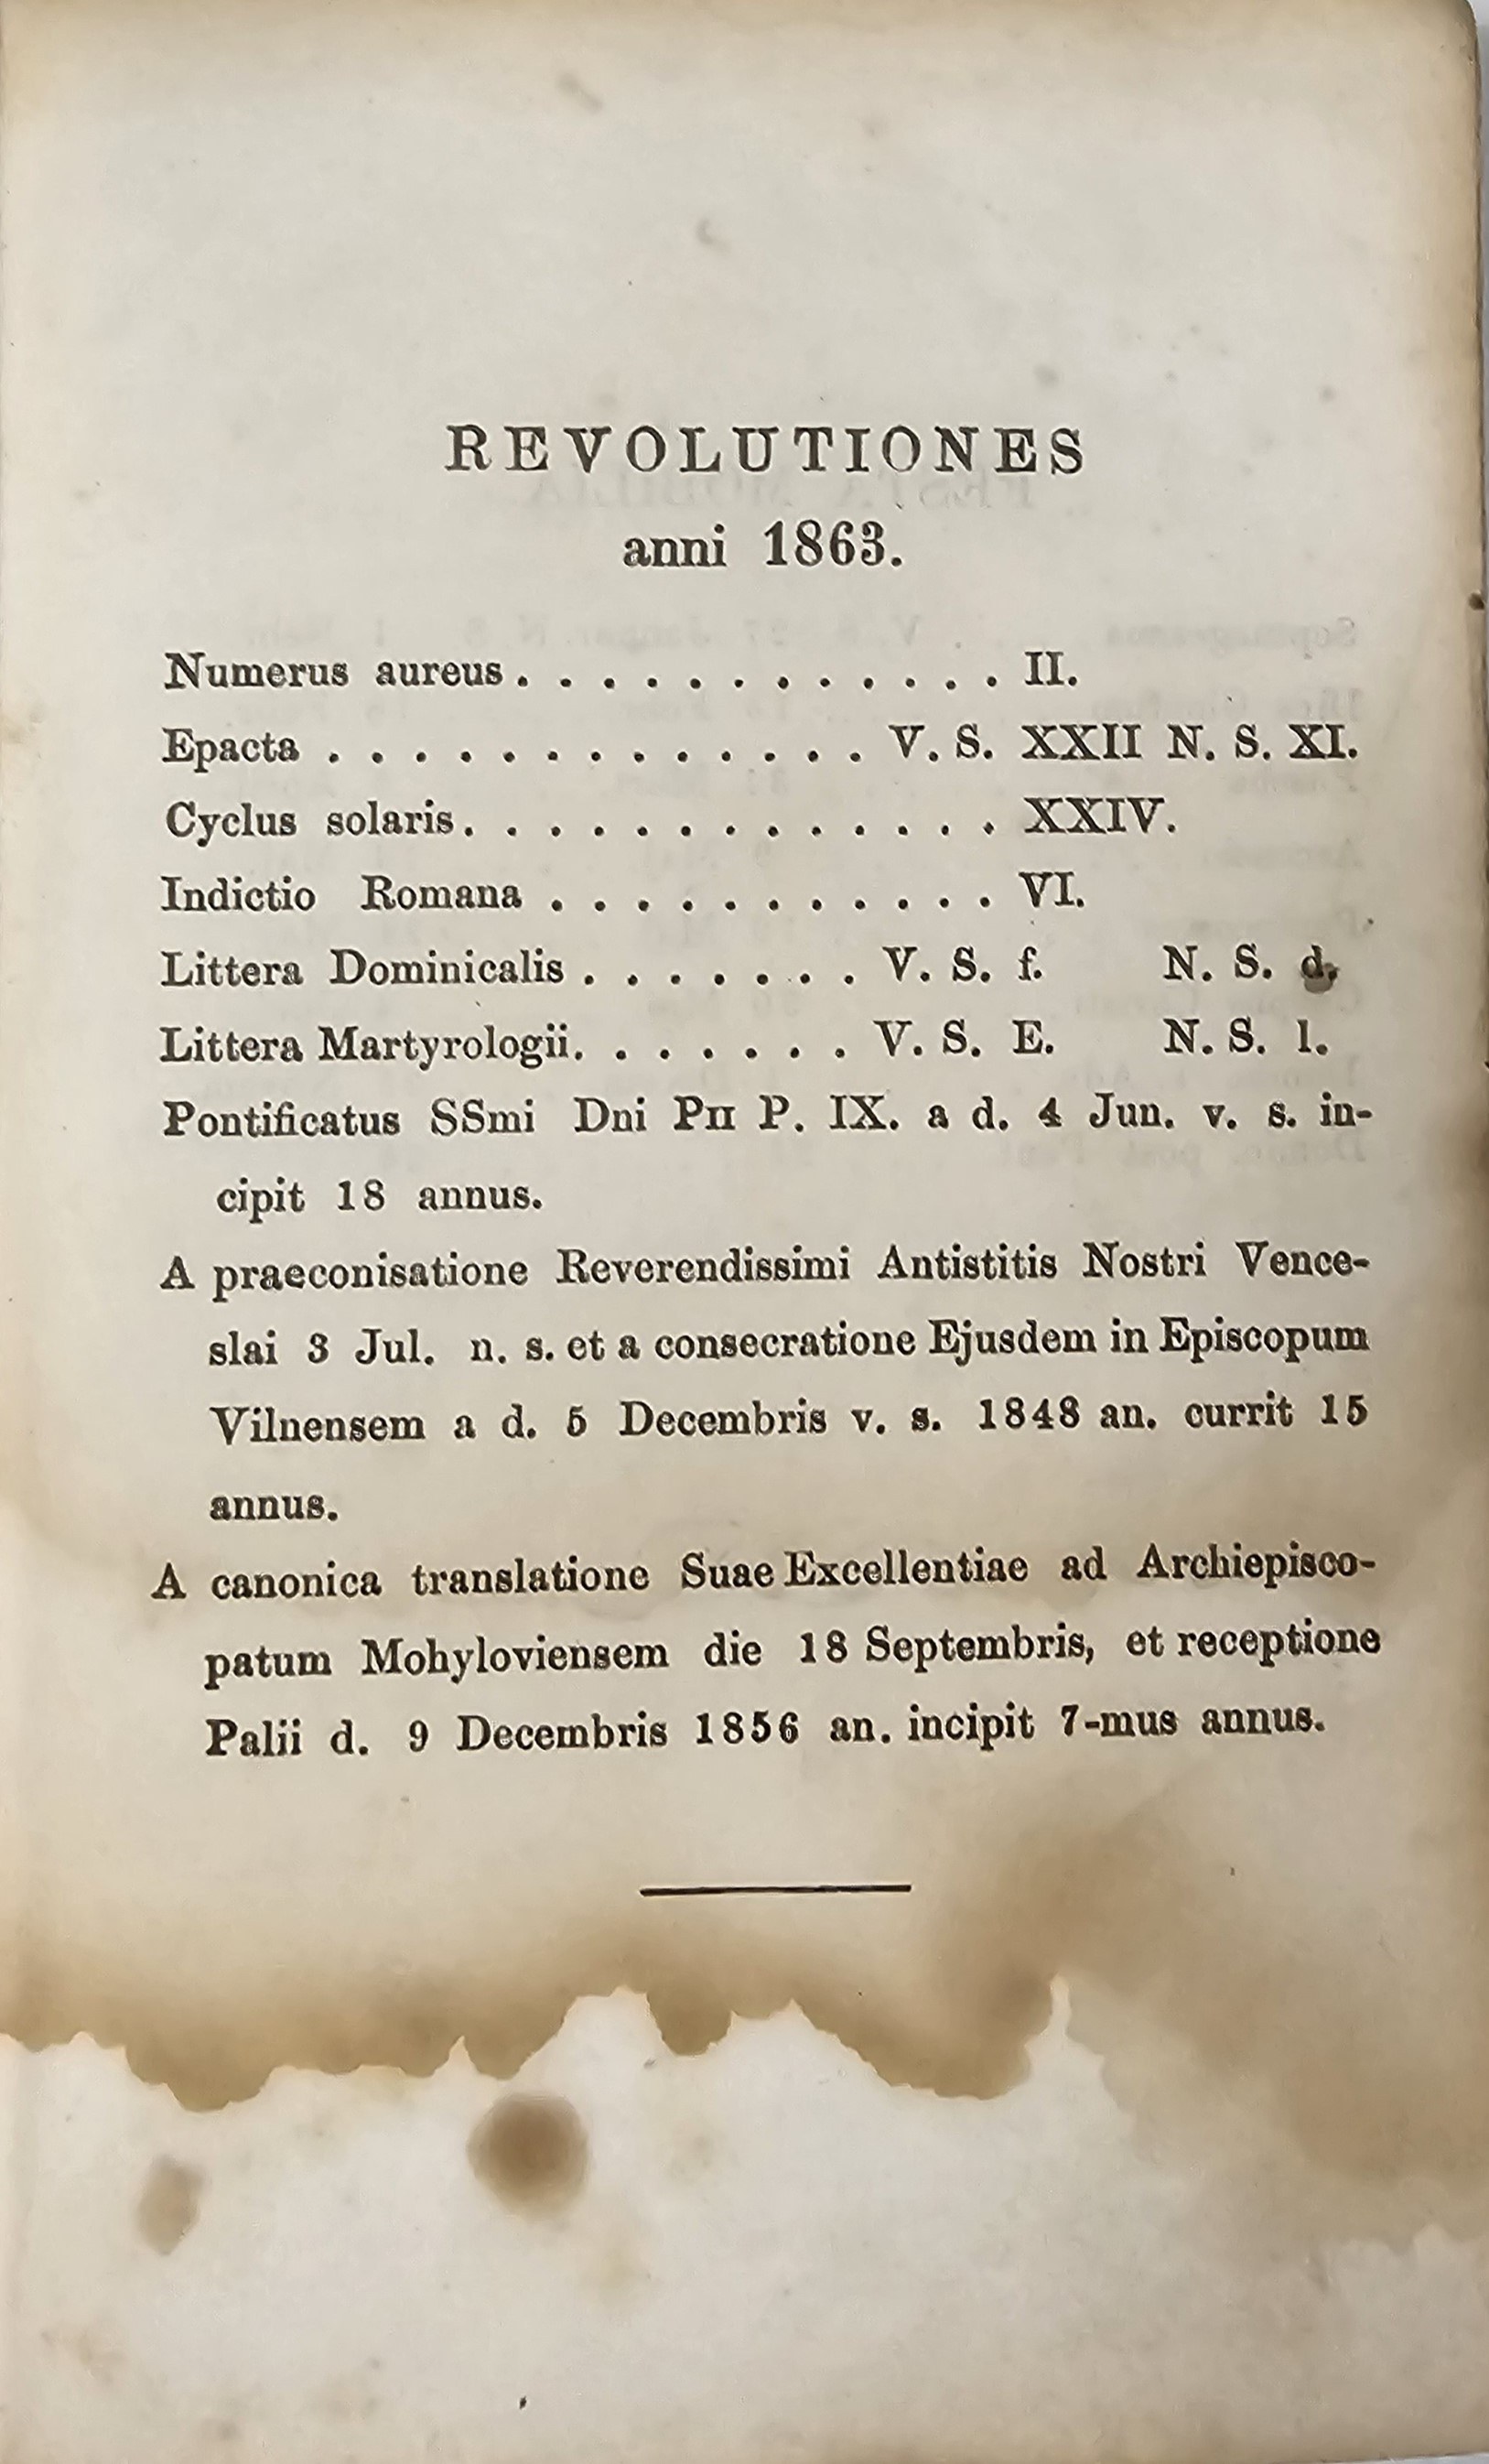 REVOLUTIONES
anni 1863.
Numerus aureus . . . . . . . . . . . . II.
Epacta . . . . . . . . . . . . . V. S. XXII N. S. XI.
Cyclus solaris . . . . . . . . . . . . . XXIV.
Indictio Romana . . . . . . . . . . . VI.
Littera Dominicalis . . . . . . . V. S. f. N. S. d.
Littera Martyrologii . . . . . . . V. S. E. N. S. l.
Pontificatus SSmi Dni PII P. IX. a d. 4 Jun. v. s. in-
cipit 18 annus.
A praeconisatione Reverendissimi Antistitis Nostri Vence-
slai 3 Jul. n. s. et a consecratione Ejusdem in Episcopum
Vilnensem a d. 5 Decembris v. s. 1848 an. currit 15
annus.
A canonica translatione Suae Excellentiae ad Archiepisco-
patum Mohyloviensem die 18 Septembris, et receptione
Palii d. 9 Decembris 1856 an. incipit 7-mus annus.